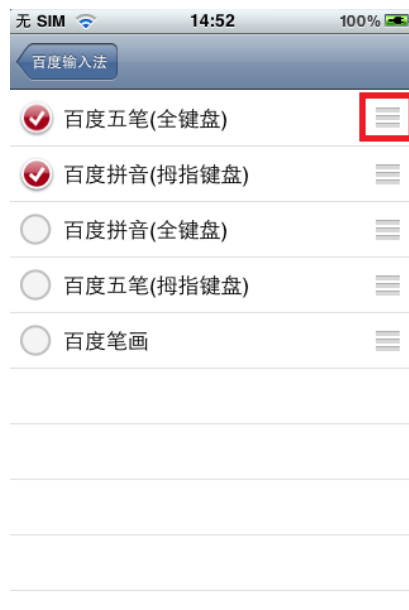 无 SIM 14:52 100%
百度输入法
百度五笔(全键盘)
百度拼音(拇指键盘)
百度拼音(全键盘)
百度五笔(拇指键盘)
百度笔画